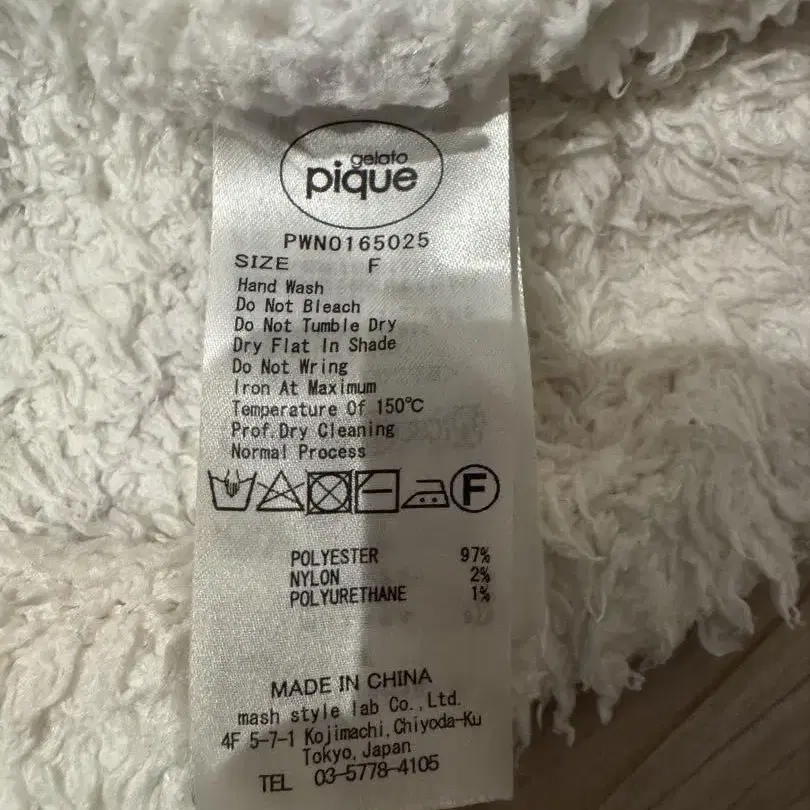 gelato
pique
PWNO165025
SIZE F
Hand Wash
Do Not Bleach
Do Not Tumble Dry
Dry Flat In Shade
Do Not Wring
Iron At Maximum
Temperature Of 150℃
Prof.Dry Cleaning
Normal Process
F
POLYESTER 97%
NYLON 2%
POLYURETHANE 1%
MADE IN CHINA
mash style lab Co.,Ltd.
4F 5-7-1 Kojimachi,Chiyoda-Ku
Tokyo,Japan
TEL 03-5778-4105